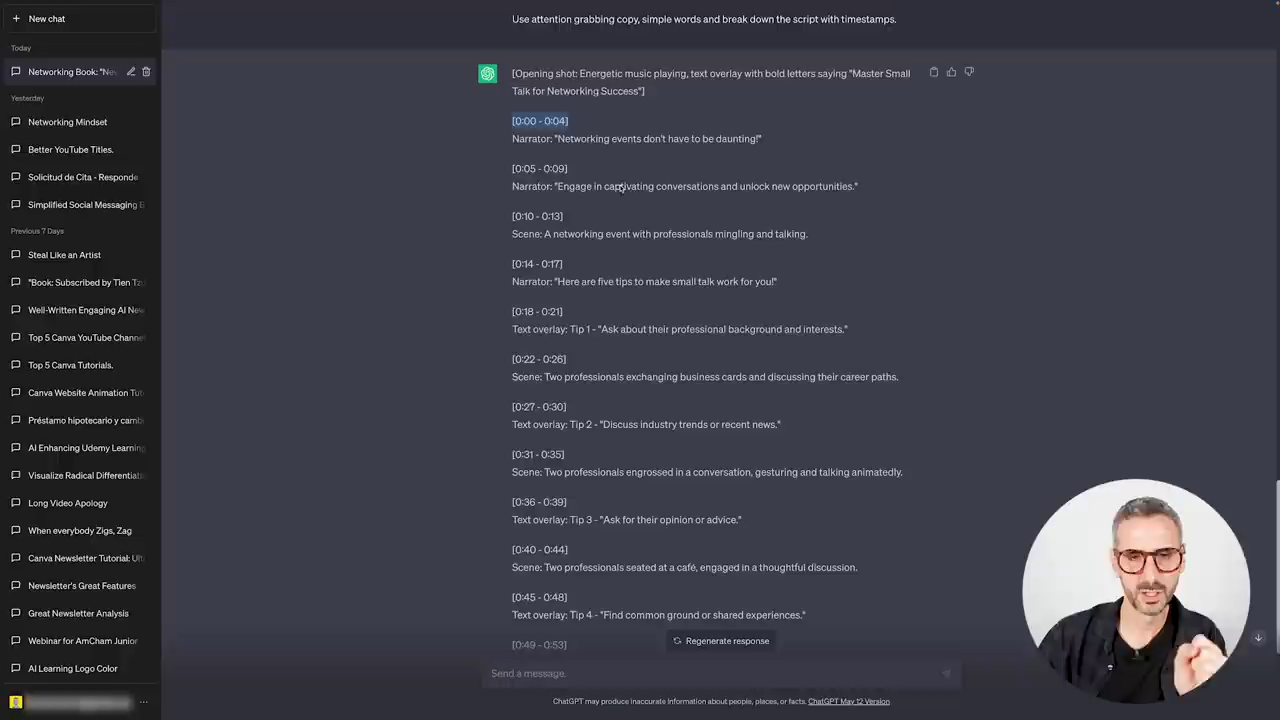 New chat
Today
Networking Book: "Ne
Yesterday
Networking Mindset
Better YouTube Titles.
Solicitud de Cita - Responde
Simplified Social Messaging E
Previous 7 Days
Steal Like an Artist
"Book: Subscribed by Tien Tzu
Well-Written Engaging AI New
Top 5 Canva YouTube Channe
Top 5 Canva Tutorials.
Canva Website Animation Tut
Préstamo hipotecario y camb
AI Enhancing Udemy Learning
Visualize Radical Differentiati
Long Video Apology
When everybody Zigs, Zag
Canva Newsletter Tutorial: Ult
Newsletter's Great Features
Great Newsletter Analysis
Webinar for AmCham Junior
AI Learning Logo Color
Use attention grabbing copy, simple words and break down the script with timestamps.
[Opening shot: Energetic music playing, text overlay with bold letters saying "Master Small
Talk for Networking Success"]
[0:00 - 0:04]
Narrator: "Networking events don't have to be daunting!"
[0:05 - 0:09]
Narrator: "Engage in captivating conversations and unlock new opportunities."
[0:10 - 0:13]
Scene: A networking event with professionals mingling and talking.
[0:14 - 0:17]
Narrator: "Here are five tips to make small talk work for you!"
[0:18 - 0:21]
Text overlay: Tip 1 - "Ask about their professional background and interests."
[0:22 - 0:26]
Scene: Two professionals exchanging business cards and discussing their career paths.
[0:27 - 0:30]
Text overlay: Tip 2 - "Discuss industry trends or recent news."
[0:31 - 0:35]
Scene: Two professionals engrossed in a conversation, gesturing and talking animatedly.
[0:36 - 0:39]
Text overlay: Tip 3 - "Ask for their opinion or advice."
[0:40 - 0:44]
Scene: Two professionals seated at a café, engaged in a thoughtful discussion.
[0:45 - 0:48]
Text overlay: Tip 4 - "Find common ground or shared experiences."
[0:49 - 0:53]
Regenerate response
Send a message.
ChatGPT may produce inaccurate information about people, places, or facts. ChatGPT May 12 Version